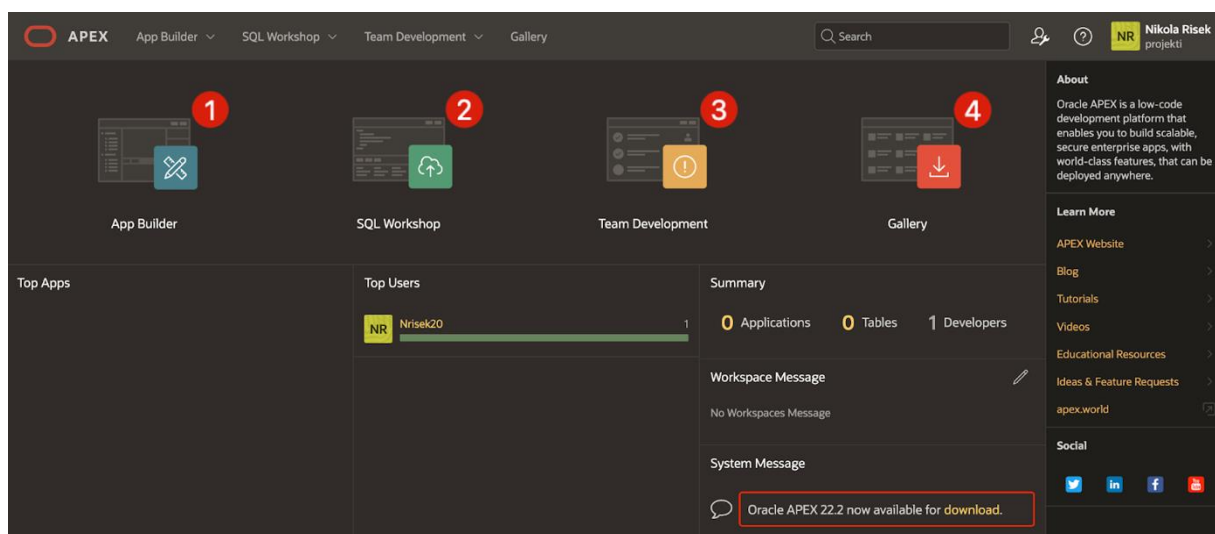 APEX App Builder SQL Workshop Team Development Gallery Search NR Nikola Risek
projekti
1 2 3 4
App Builder SQL Workshop Team Development Gallery
Top Apps
Top Users
NR Nrisek20 1
Summary
0 Applications 0 Tables 1 Developers
Workspace Message
No Workspaces Message
System Message
Oracle APEX 22.2 now available for download.
About
Oracle APEX is a low-code
development platform that
enables you to build scalable,
secure enterprise apps, with
world-class features, that can be
deployed anywhere.
Learn More
APEX Website
Blog
Tutorials
Videos
Educational Resources
Ideas & Feature Requests
apex.world
Social